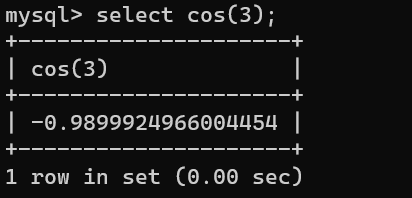 mysql> select cos(3);
+---------------------+
| cos(3)              |
+---------------------+
| -0.9899924966004454 |
+---------------------+
1 row in set (0.00 sec)